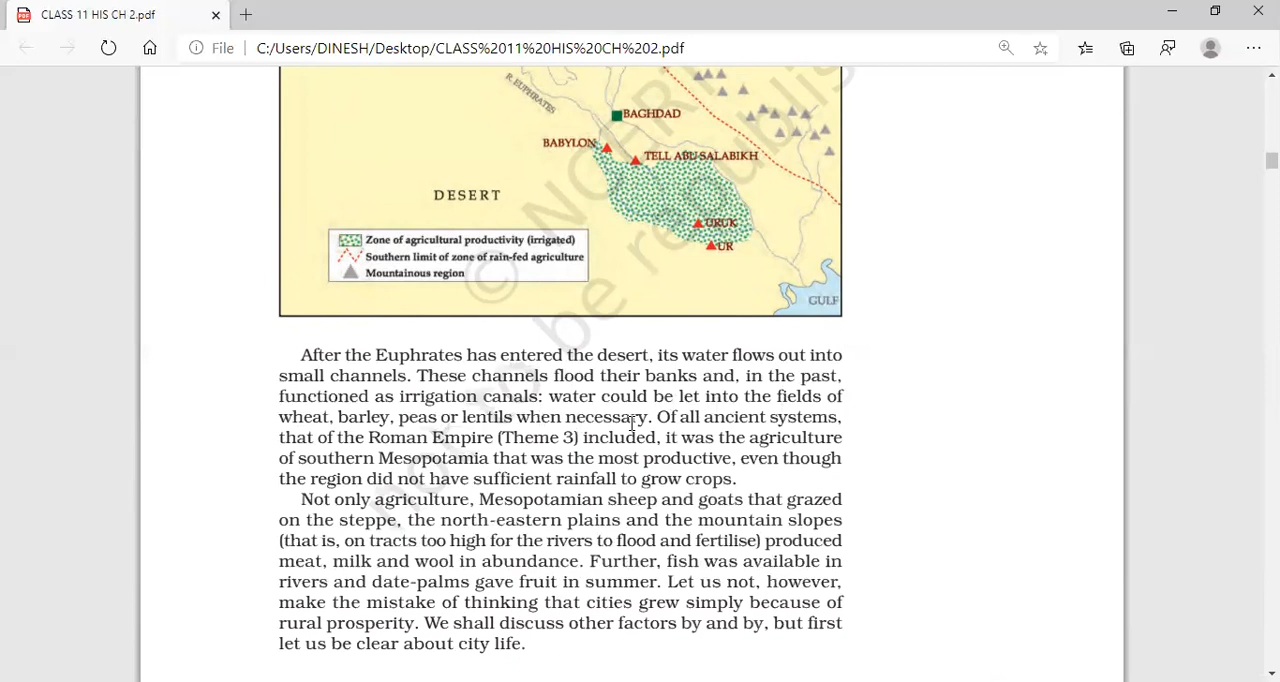 CLASS 11 HIS CH 2.pdf
File
C:/Users/DINESH/Desktop/CLASS%2011%20HIS%20CH%202.pdf
R. EUPHRATES
BAGHDAD
BABYLON
TELL ABU SALABIKH
DESERT
URUK
UR
Zone of agricultural productivity (irrigated)
Southern limit of zone of rain-fed agriculture
Mountainous region
GULF
© NCERT
not to be republis
After the Euphrates has entered the desert, its water flows out into
small channels. These channels flood their banks and, in the past,
functioned as irrigation canals: water could be let into the fields of
wheat, barley, peas or lentils when necessary. Of all ancient systems,
that of the Roman Empire (Theme 3) included, it was the agriculture
of southern Mesopotamia that was the most productive, even though
the region did not have sufficient rainfall to grow crops.
Not only agriculture, Mesopotamian sheep and goats that grazed
on the steppe, the north-eastern plains and the mountain slopes
(that is, on tracts too high for the rivers to flood and fertilise) produced
meat, milk and wool in abundance. Further, fish was available in
rivers and date-palms gave fruit in summer. Let us not, however,
make the mistake of thinking that cities grew simply because of
rural prosperity. We shall discuss other factors by and by, but first
let us be clear about city life.